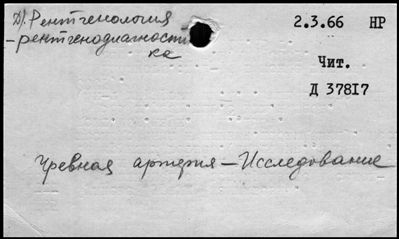 Д). Рентгенология
- рентгенодиагности
ка
2.3.66 НР
Чит.
Д 37817
Чревная артерия - Исследование